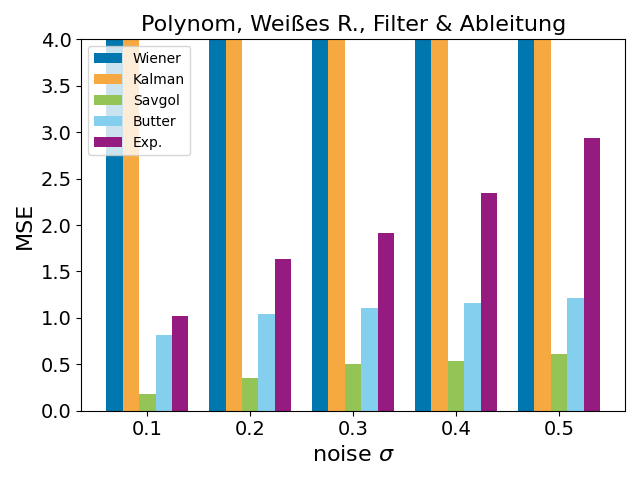 Polynom, Weißes R., Filter & Ableitung
4.0
3.5
3.0
2.5
2.0
1.5
1.0
0.5
0.0
MSE
Wiener
Kalman
Savgol
Butter
Exp.
0.1 0.2 0.3 0.4 0.5
noise σ